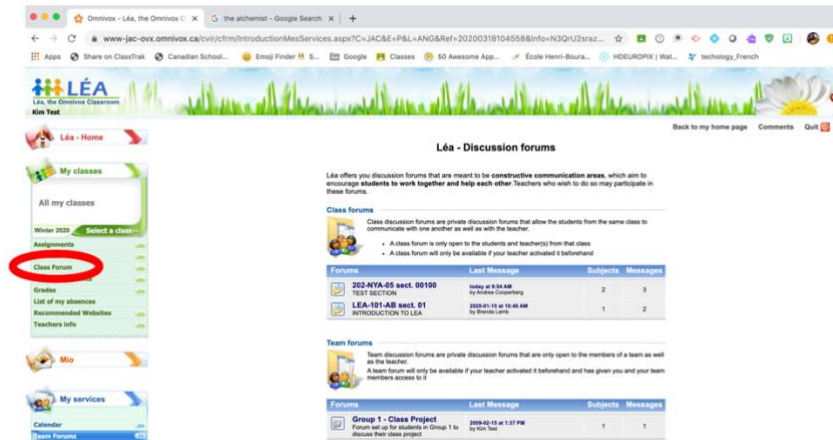 Omnivox - Léa, the Omnivox C
the alchemist - Google Search
www-jac-ovx.omnivox.ca/cvir/cfrm/IntroductionMesServices.aspx?C=JAC&E=P&L=ANG&Ref=20200318104558&Info=N3QrU2sraz...
Apps
Share on ClassTrak
Canadian School...
Emoji Finder
S...
Google
Classes
50 Awesome App...
École Henri-Boura...
HDEUROPIX | Wat...
techology_French
LÉA
Léa, the Omnivox Classroom
Kim Test
Back to my home page Comments Quit
Léa - Home
Léa - Discussion forums
My classes
All my classes
Winter 2020 Select a class
Assignments
Class Forum
Grades
List of my absences
Recommended Websites
Teachers info
Mio
My services
Calendar
Team Forums
Léa offers you discussion forums that are meant to be constructive communication areas, which aim to
encourage students to work together and help each other.Teachers who wish to do so may participate in
these forums.
Class forums
Class discussion forums are private discussion forums that allow the students from the same class to
communicate with one another as well as with the teacher.
• A class forum is only open to the students and teacher(s) from that class
• A class forum will only be available if your teacher activated it beforehand
Forums Last Message Subjects Messages
202-NYA-05 sect. 00100 today at 9:54 AM 2 3
TEST SECTION by Andrea Cooperberg
LEA-101-AB sect. 01 2020-01-15 at 10:40 AM 1 2
INTRODUCTION TO LEA by Brenda Lamb
Team forums
Team discussion forums are private discussion forums that are only open to the members of a team as well
as the teacher.
A team forum will only be available if your teacher activated it beforehand and has given you and your team
members access to it
Forums Last Message Subjects Messages
Group 1 - Class Project 2009-02-15 at 1:37 PM 1 1
Forum set up for students in Group 1 to by Kim Test
discuss their class project